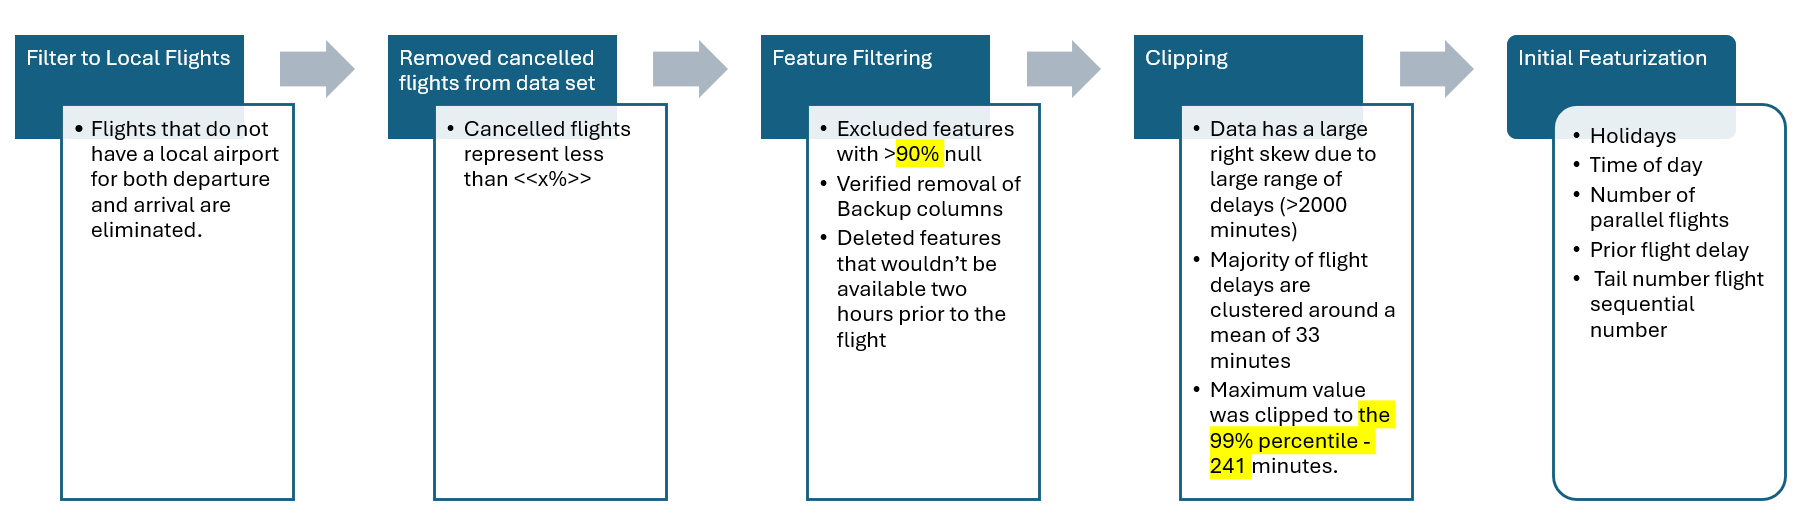 Filter to Local Flights
• Flights that do not
have a local airport
for both departure
and arrival are
eliminated.
Removed cancelled
flights from data set
• Cancelled flights
represent less
than <<x%>>
Feature Filtering
• Excluded features
with >90% null
• Verified removal of
Backup columns
• Deleted features
that wouldn’t be
available two
hours prior to the
flight
Clipping
• Data has a large
right skew due to
large range of
delays (>2000
minutes)
• Majority of flight
delays are
clustered around a
mean of 33
minutes
• Maximum value
was clipped to the
99% percentile -
241 minutes.
Initial Featurization
• Holidays
• Time of day
• Number of
parallel flights
• Prior flight delay
• Tail number flight
sequential
number